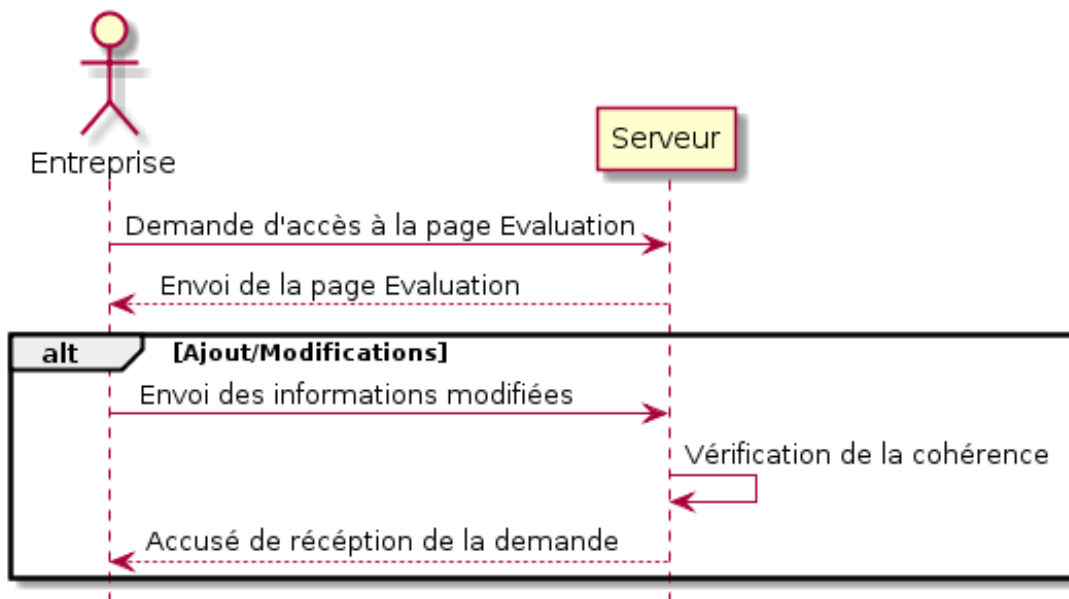 Entreprise
Serveur
Demande d'accès à la page Evaluation
Envoi de la page Evaluation
alt [Ajout/Modifications]
Envoi des informations modifiées
Vérification de la cohérence
Accusé de récéption de la demande